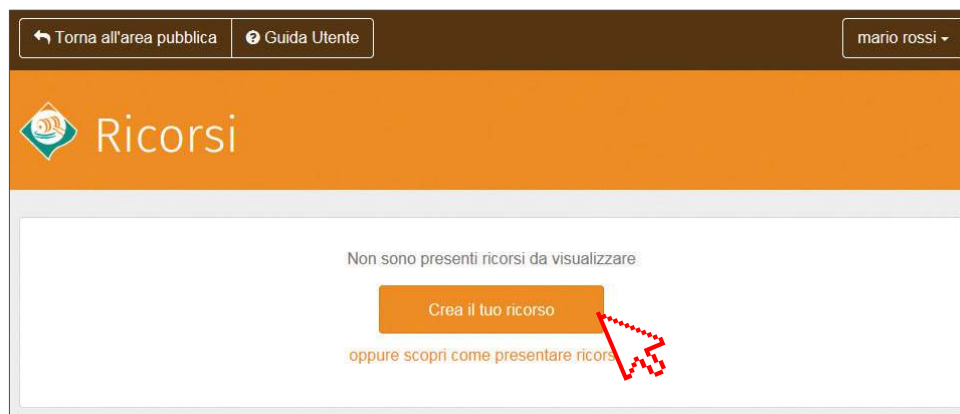 Torna all'area pubblica
Guida Utente
mario rossi
Ricorsi
Non sono presenti ricorsi da visualizzare
Crea il tuo ricorso
oppure scopri come presentare